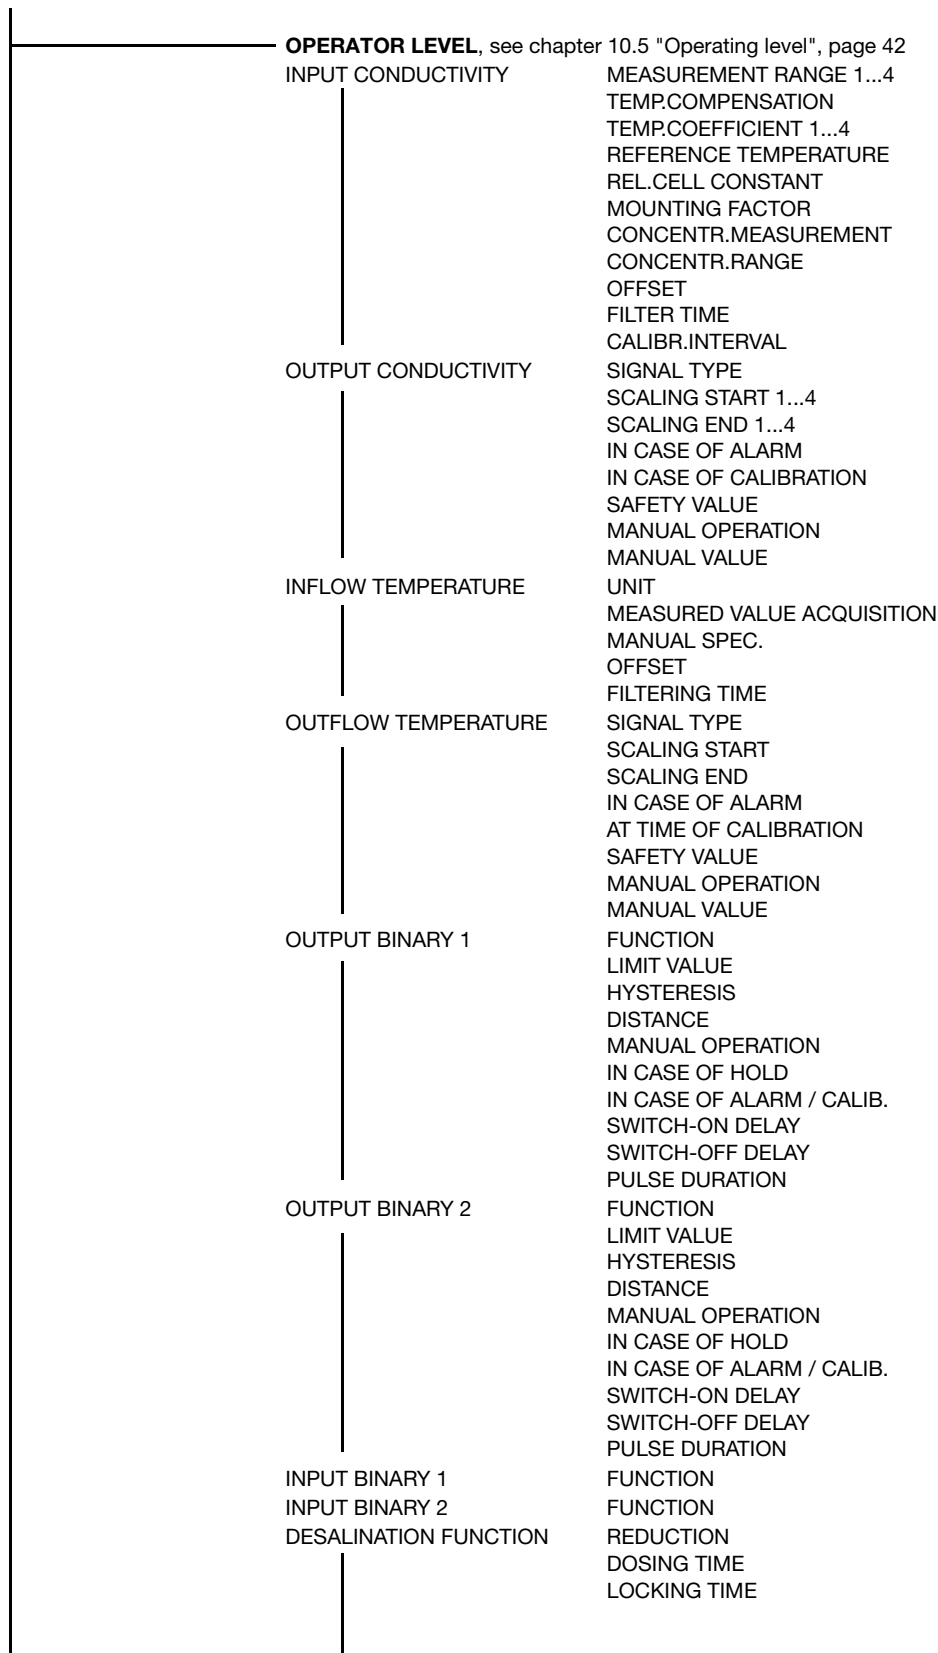 OPERATOR LEVEL, see chapter 10.5 "Operating level", page 42
INPUT CONDUCTIVITY MEASUREMENT RANGE 1...4
TEMP.COMPENSATION
TEMP.COEFFICIENT 1...4
REFERENCE TEMPERATURE
REL.CELL CONSTANT
MOUNTING FACTOR
CONCENTR.MEASUREMENT
CONCENTR.RANGE
OFFSET
FILTER TIME
CALIBR.INTERVAL
OUTPUT CONDUCTIVITY SIGNAL TYPE
SCALING START 1...4
SCALING END 1...4
IN CASE OF ALARM
IN CASE OF CALIBRATION
SAFETY VALUE
MANUAL OPERATION
MANUAL VALUE
INFLOW TEMPERATURE UNIT
MEASURED VALUE ACQUISITION
MANUAL SPEC.
OFFSET
FILTERING TIME
OUTFLOW TEMPERATURE SIGNAL TYPE
SCALING START
SCALING END
IN CASE OF ALARM
AT TIME OF CALIBRATION
SAFETY VALUE
MANUAL OPERATION
MANUAL VALUE
OUTPUT BINARY 1 FUNCTION
LIMIT VALUE
HYSTERESIS
DISTANCE
MANUAL OPERATION
IN CASE OF HOLD
IN CASE OF ALARM / CALIB.
SWITCH-ON DELAY
SWITCH-OFF DELAY
PULSE DURATION
OUTPUT BINARY 2 FUNCTION
LIMIT VALUE
HYSTERESIS
DISTANCE
MANUAL OPERATION
IN CASE OF HOLD
IN CASE OF ALARM / CALIB.
SWITCH-ON DELAY
SWITCH-OFF DELAY
PULSE DURATION
INPUT BINARY 1 FUNCTION
INPUT BINARY 2 FUNCTION
DESALINATION FUNCTION REDUCTION
DOSING TIME
LOCKING TIME